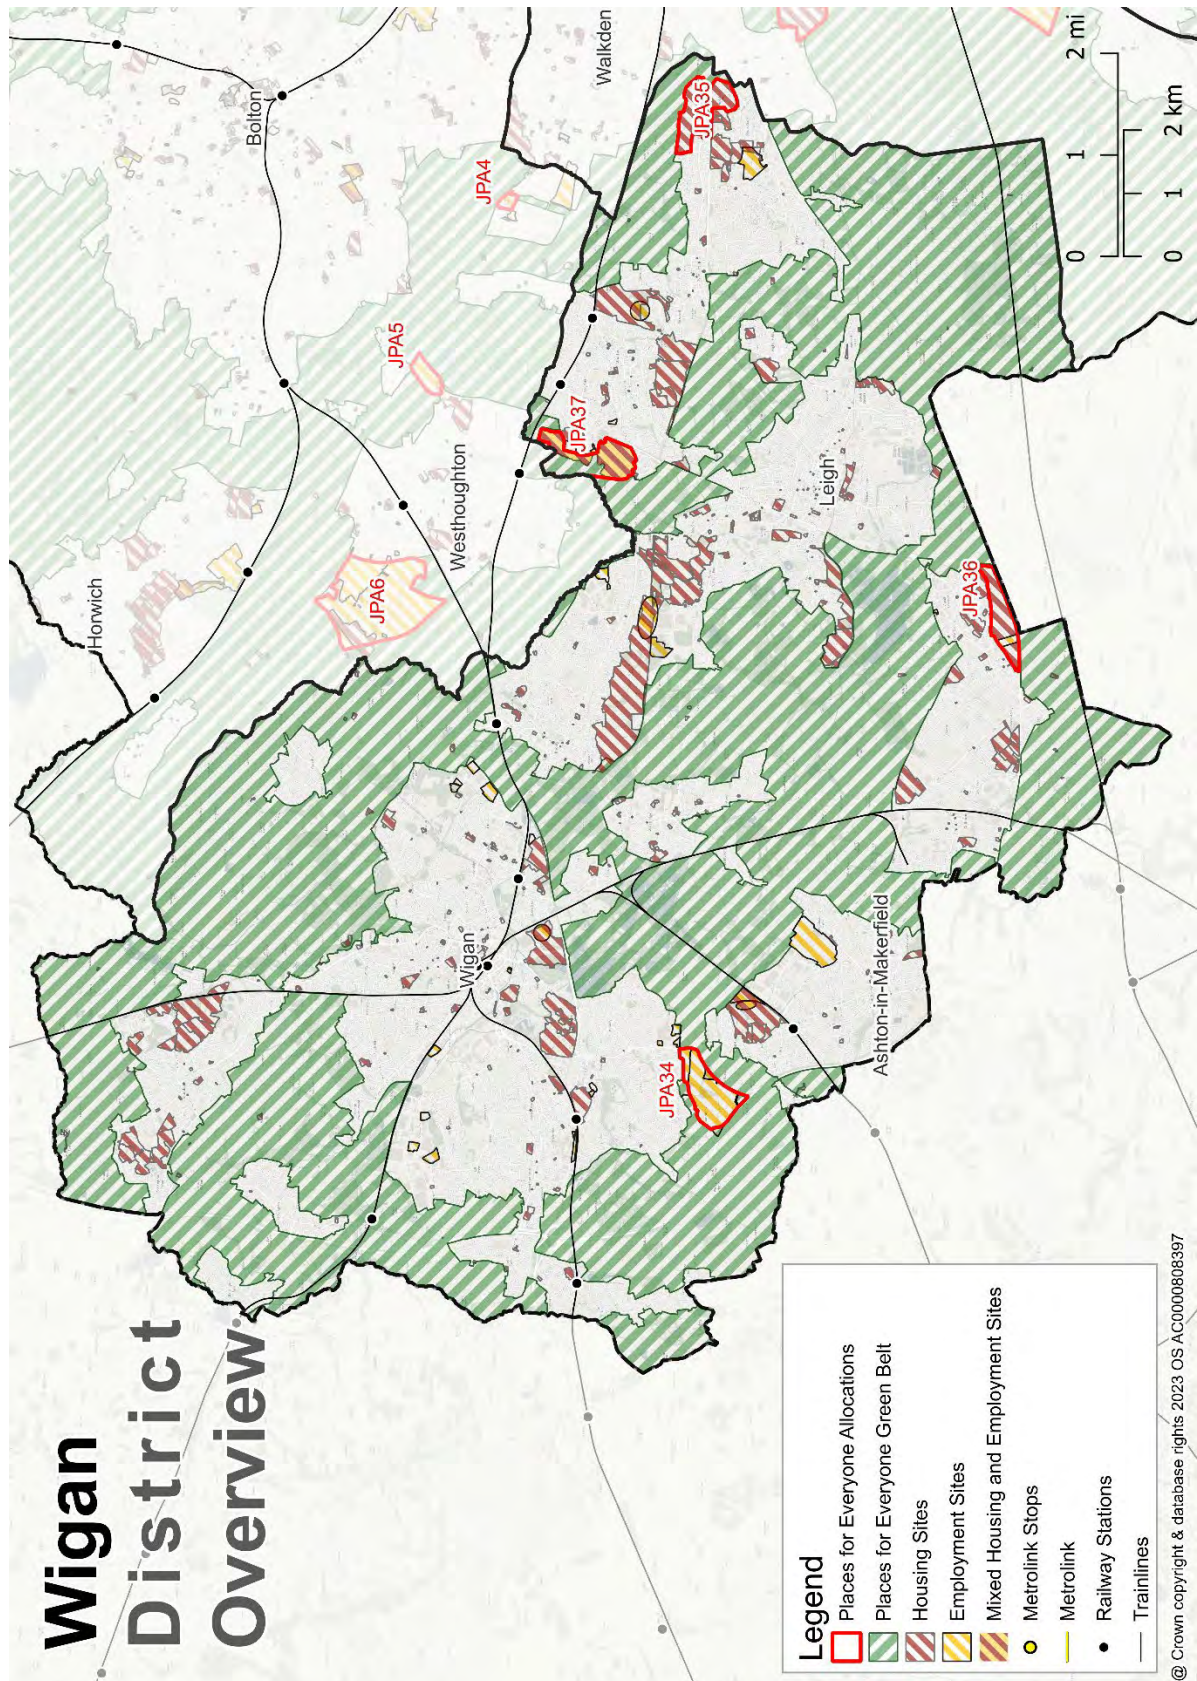 Wigan
District
Overview
Bolton
Walkden
Horwich
Westhoughton
Wigan
Leigh
Ashton-in-Makerfield
JPA4
JPA5
JPA6
JPA34
JPA35
JPA36
JPA37
Legend
Places for Everyone Allocations
Places for Everyone Green Belt
Housing Sites
Employment Sites
Mixed Housing and Employment Sites
Metrolink Stops
Metrolink
Railway Stations
Trainlines
0 1 2 mi
0 1 2 km
@ Crown copyright & database rights 2023 OS AC0000808397